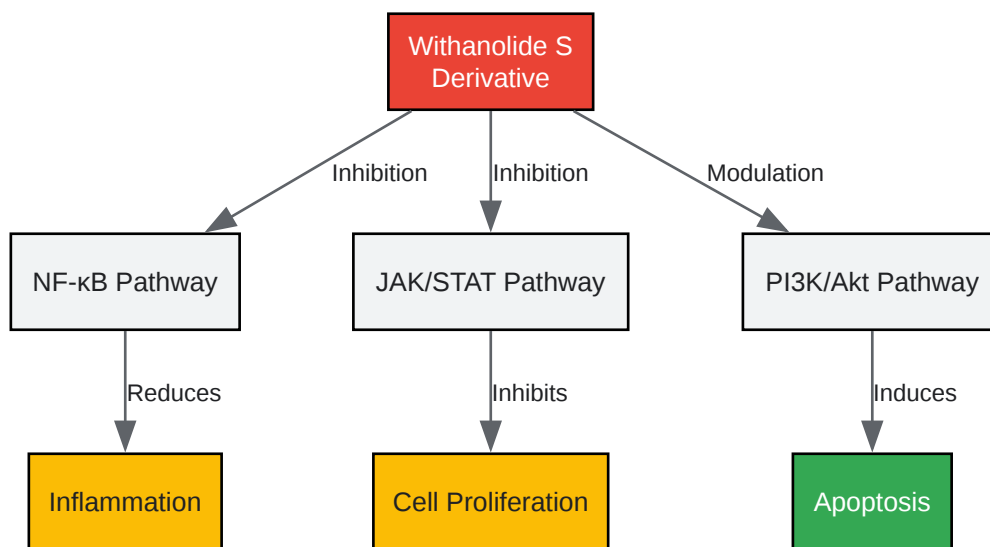 Withanolide S
Derivative
Inhibition
Inhibition
Modulation
NF-κB Pathway
JAK/STAT Pathway
PI3K/Akt Pathway
Reduces
Inhibits
Induces
Inflammation
Cell Proliferation
Apoptosis